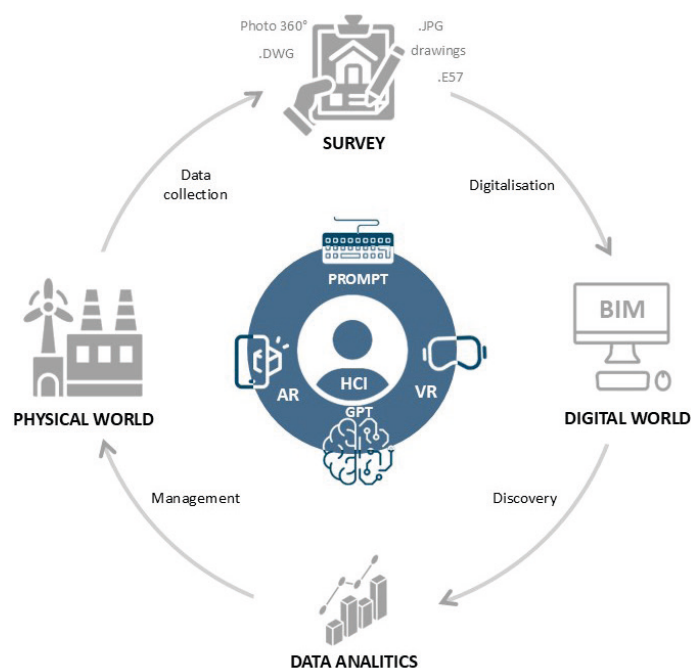 Photo 360°
.JPG
.DWG
drawings
.E57
SURVEY
Data
collection
Digitalisation
PROMPT
BIM
HCI
AR
VR
GPT
PHYSICAL WORLD
DIGITAL WORLD
Management
Discovery
DATA ANALITICS